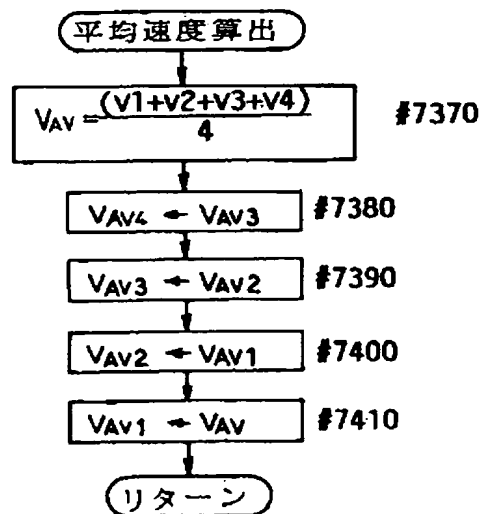 平均速度算出
VAV = (V1+V2+V3+V4) / 4 #7370
VAV4 ← VAV3 #7380
VAV3 ← VAV2 #7390
VAV2 ← VAV1 #7400
VAV1 ← VAV #7410
リターン